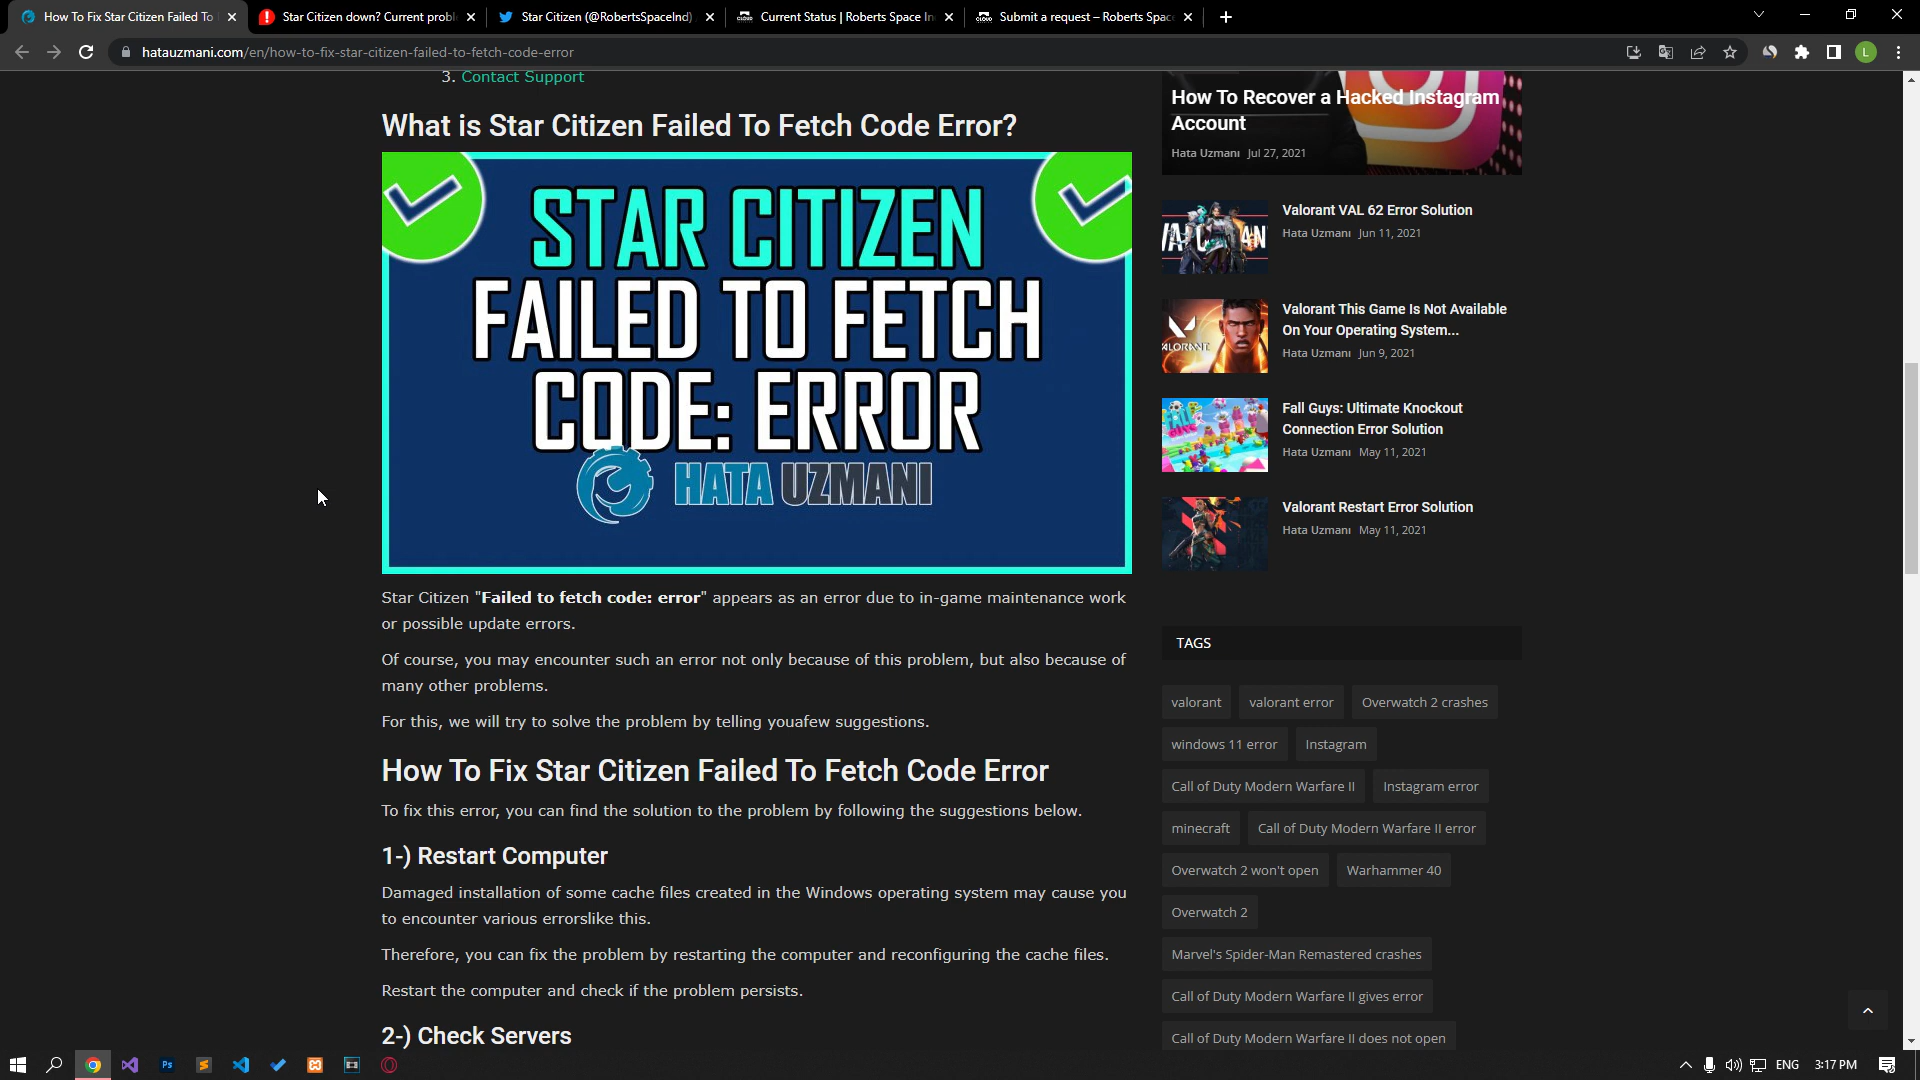 How To Fix Star Citizen Failed To
Star Citizen down? Current probl
Star Citizen (@RobertsSpaceInd)
Current Status | Roberts Space In
Submit a request – Roberts Spac
hatauzmani.com/en/how-to-fix-star-citizen-failed-to-fetch-code-error
L
3. Contact Support
What is Star Citizen Failed To Fetch Code Error?
STAR CITIZEN
FAILED TO FETCH
CODE: ERROR
HATA UZMANI
Star Citizen "Failed to fetch code: error" appears as an error due to in-game maintenance work
or possible update errors.
Of course, you may encounter such an error not only because of this problem, but also because of
many other problems.
For this, we will try to solve the problem by telling youafew suggestions.
How To Fix Star Citizen Failed To Fetch Code Error
To fix this error, you can find the solution to the problem by following the suggestions below.
1-) Restart Computer
Damaged installation of some cache files created in the Windows operating system may cause you
to encounter various errorslike this.
Therefore, you can fix the problem by restarting the computer and reconfiguring the cache files.
Restart the computer and check if the problem persists.
2-) Check Servers
How To Recover a Hacked Instagram
Account
Hata Uzmanı Jul 27, 2021
Valorant VAL 62 Error Solution
Hata Uzmanı Jun 11, 2021
VALORANT
Valorant This Game Is Not Available
On Your Operating System...
Hata Uzmanı Jun 9, 2021
Fall Guys: Ultimate Knockout
Connection Error Solution
Hata Uzmanı May 11, 2021
Valorant Restart Error Solution
Hata Uzmanı May 11, 2021
TAGS
valorant
valorant error
Overwatch 2 crashes
windows 11 error
Instagram
Call of Duty Modern Warfare II
Instagram error
minecraft
Call of Duty Modern Warfare II error
Overwatch 2 won't open
Warhammer 40
Overwatch 2
Marvel's Spider-Man Remastered crashes
Call of Duty Modern Warfare II gives error
Call of Duty Modern Warfare II does not open
Ps
ENG
3:17 PM